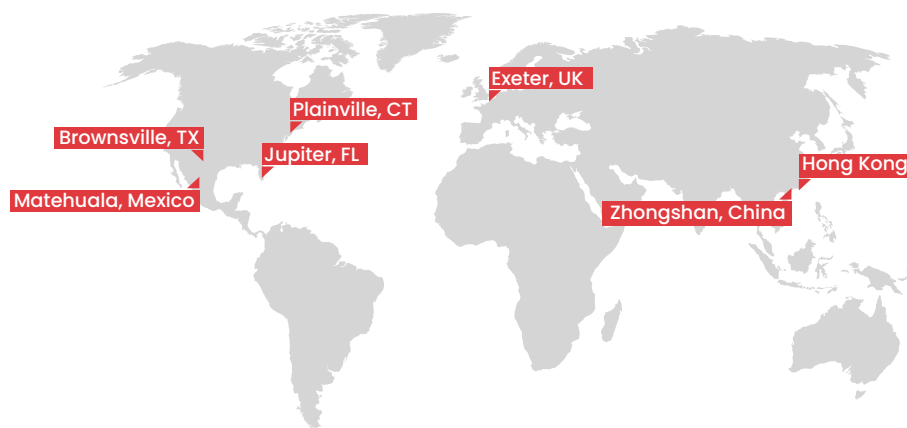 Exeter, UK
Plainville, CT
Brownsville, TX
Jupiter, FL
Hong Kong
Matehuala, Mexico
Zhongshan, China